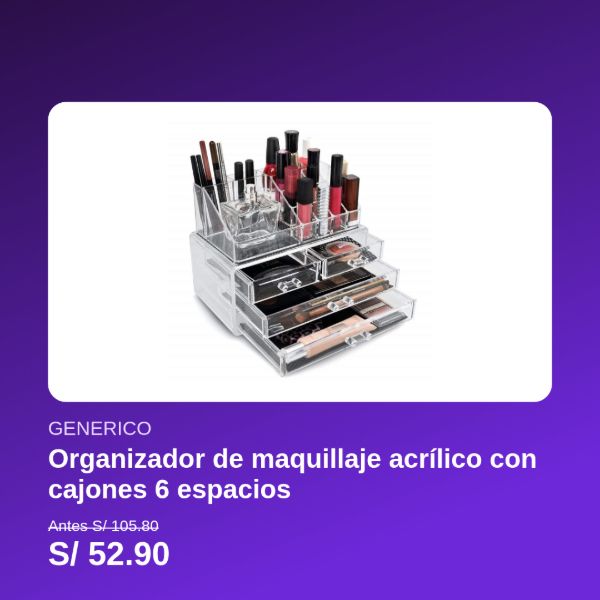 GENERICO
Organizador de maquillaje acrílico con
cajones 6 espacios
Antes S/ 105.80
S/ 52.90